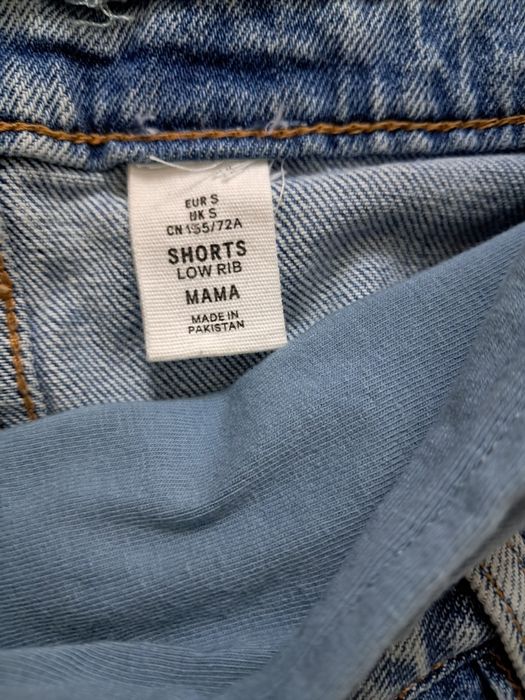 EUR S
UK S
CN 155/72A
SHORTS
LOW RIB
MAMA
MADE IN
PAKISTAN